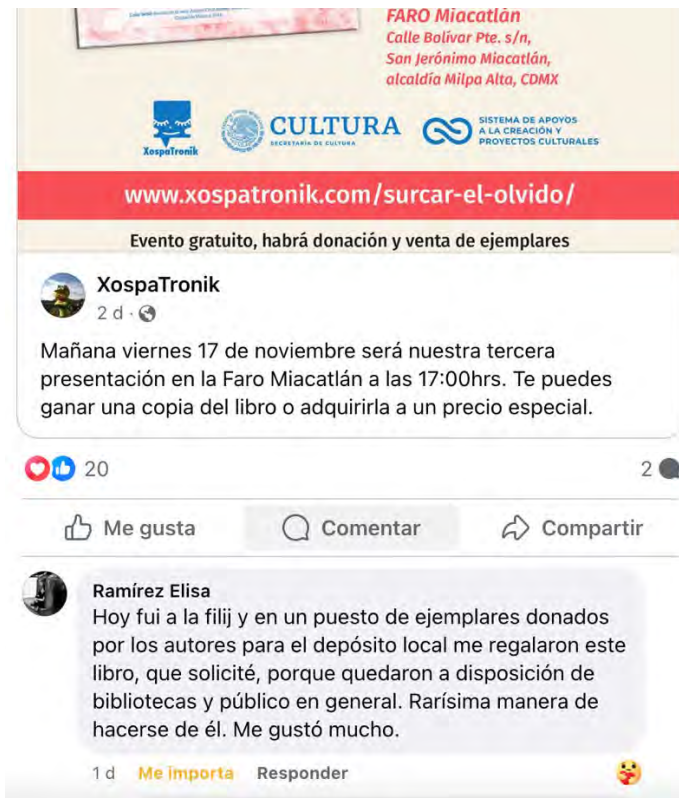 FARO Miacatlán
Calle Bolívar Pte. s/n,
San Jerónimo Miacatlán,
alcaldía Milpa Alta, CDMX
XospaTronik
CULTURA
SECRETARÍA DE CULTURA
SISTEMA DE APOYOS
A LA CREACIÓN Y
PROYECTOS CULTURALES
www.xospatronik.com/surcar-el-olvido/
Evento gratuito, habrá donación y venta de ejemplares
XospaTronik
2 d ·
Mañana viernes 17 de noviembre será nuestra tercera
presentación en la Faro Miacatlán a las 17:00hrs. Te puedes
ganar una copia del libro o adquirirla a un precio especial.
20
2
Me gusta
Comentar
Compartir
Ramírez Elisa
Hoy fui a la filij y en un puesto de ejemplares donados
por los autores para el depósito local me regalaron este
libro, que solicité, porque quedaron a disposición de
bibliotecas y público en general. Rarísima manera de
hacerse de él. Me gustó mucho.
1 d Me importa Responder